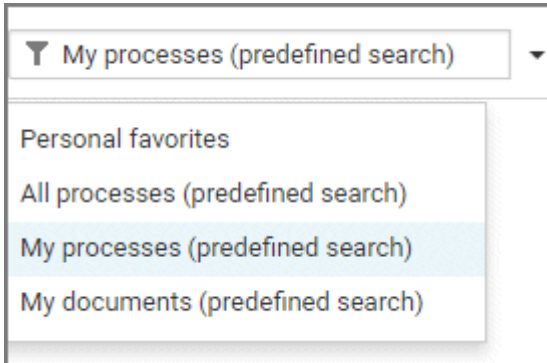 My processes (predefined search)
Personal favorites
All processes (predefined search)
My processes (predefined search)
My documents (predefined search)